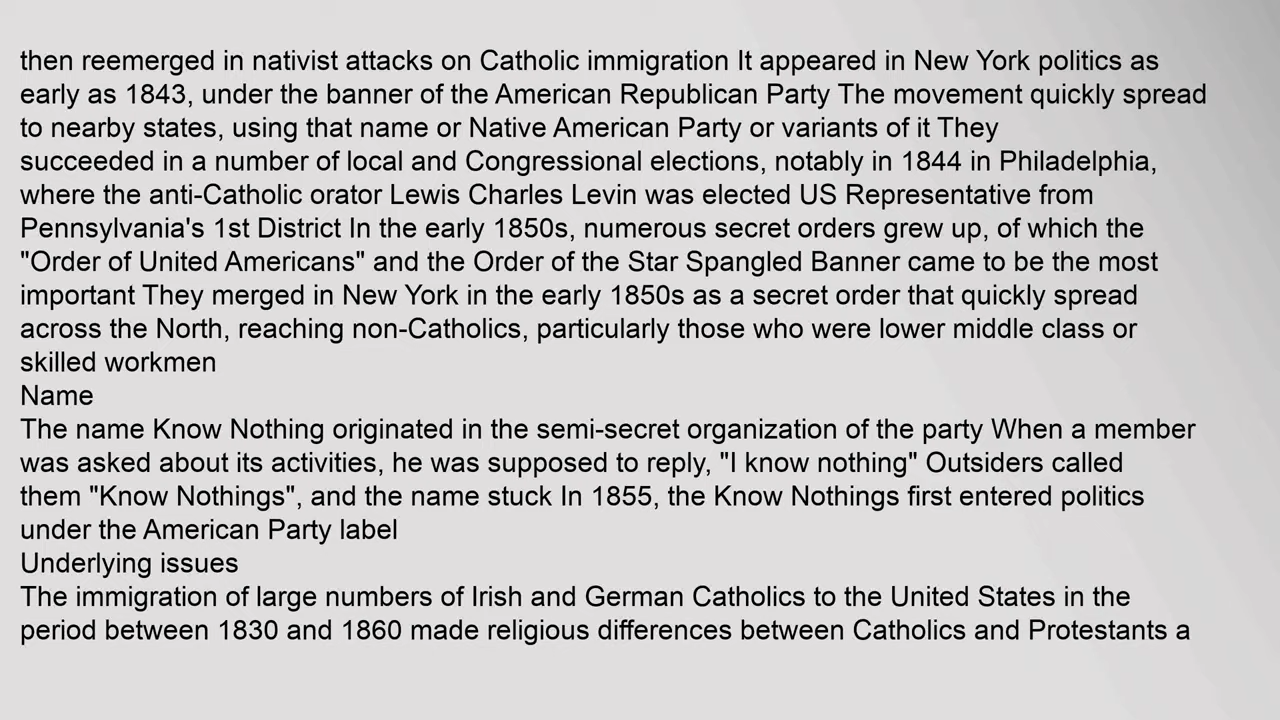 then reemerged in nativist attacks on Catholic immigration It appeared in New York politics as
early as 1843, under the banner of the American Republican Party The movement quickly spread
to nearby states, using that name or Native American Party or variants of it They
succeeded in a number of local and Congressional elections, notably in 1844 in Philadelphia,
where the anti-Catholic orator Lewis Charles Levin was elected US Representative from
Pennsylvania's 1st District In the early 1850s, numerous secret orders grew up, of which the
"Order of United Americans" and the Order of the Star Spangled Banner came to be the most
important They merged in New York in the early 1850s as a secret order that quickly spread
across the North, reaching non-Catholics, particularly those who were lower middle class or
skilled workmen
Name
The name Know Nothing originated in the semi-secret organization of the party When a member
was asked about its activities, he was supposed to reply, "I know nothing" Outsiders called
them "Know Nothings", and the name stuck In 1855, the Know Nothings first entered politics
under the American Party label
Underlying issues
The immigration of large numbers of Irish and German Catholics to the United States in the
period between 1830 and 1860 made religious differences between Catholics and Protestants a